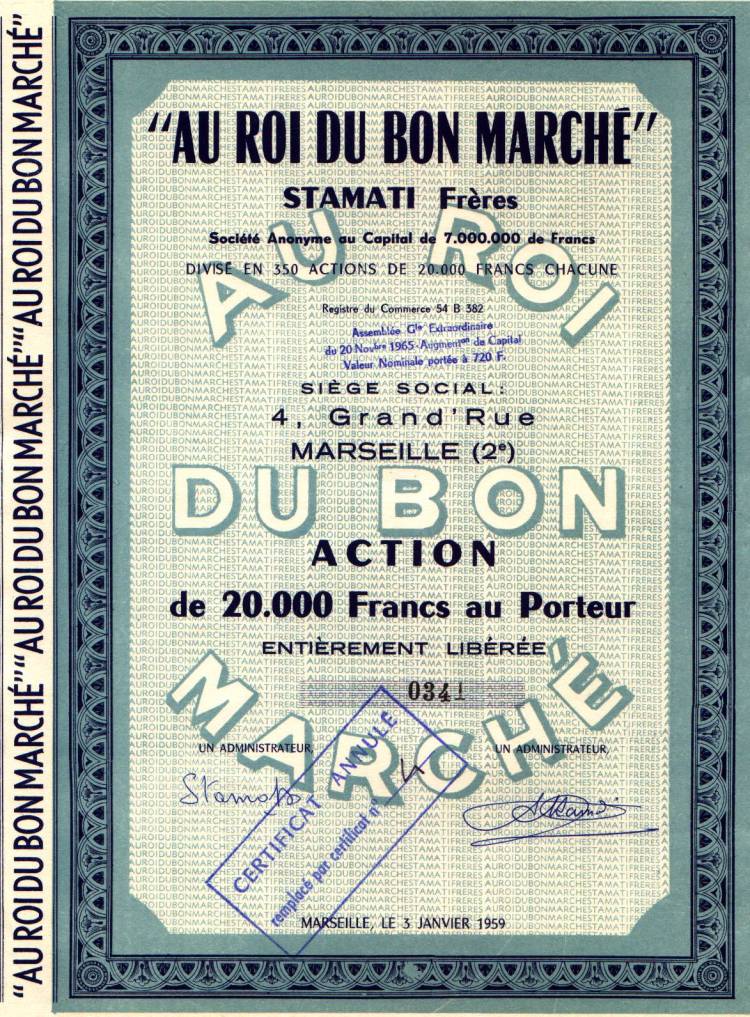 "AU ROI DU BON MARCHÉ"
STAMATI Frères
Société Anonyme au Capital de 7.000.000 de Francs
DIVISÉ EN 350 ACTIONS DE 20.000 FRANCS CHACUNE
Registre du Commerce 54 B 382
Assemblée Gle Extraordinaire
du 20 Novbre 1965-Augmenton de Capital
Valeur Nominale portée à 720 F.
SIÈGE SOCIAL:
4, Grand'Rue
MARSEILLE (2e)
AU ROI
DU BON
MARCHÉ
ACTION
de 20.000 Francs au Porteur
ENTIÈREMENT LIBÉRÉE
0341
UN ADMINISTRATEUR,
UN ADMINISTRATEUR,
CERTIFICAT ANNULÉ
remplacé par certificat n° 4
MARSEILLE, LE 3 JANVIER 1959
"AU ROI DU BON MARCHÉ" "AU ROI DU BON MARCHÉ" "AU ROI DU BON MARCHÉ"